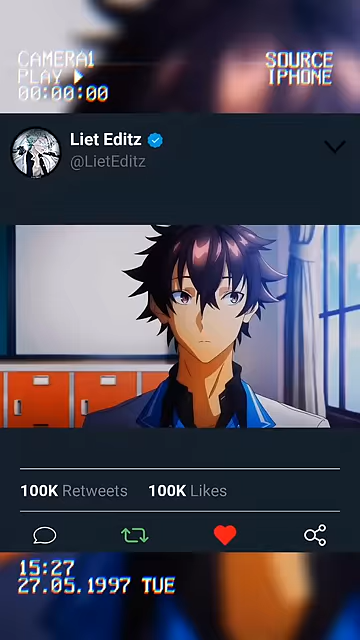 CAMERA1
SOURCE
PLAY
IPHONE
00:00:00
Liet Editz
@LietEditz
100K Retweets 100K Likes
15:27
27.05.1997 TUE